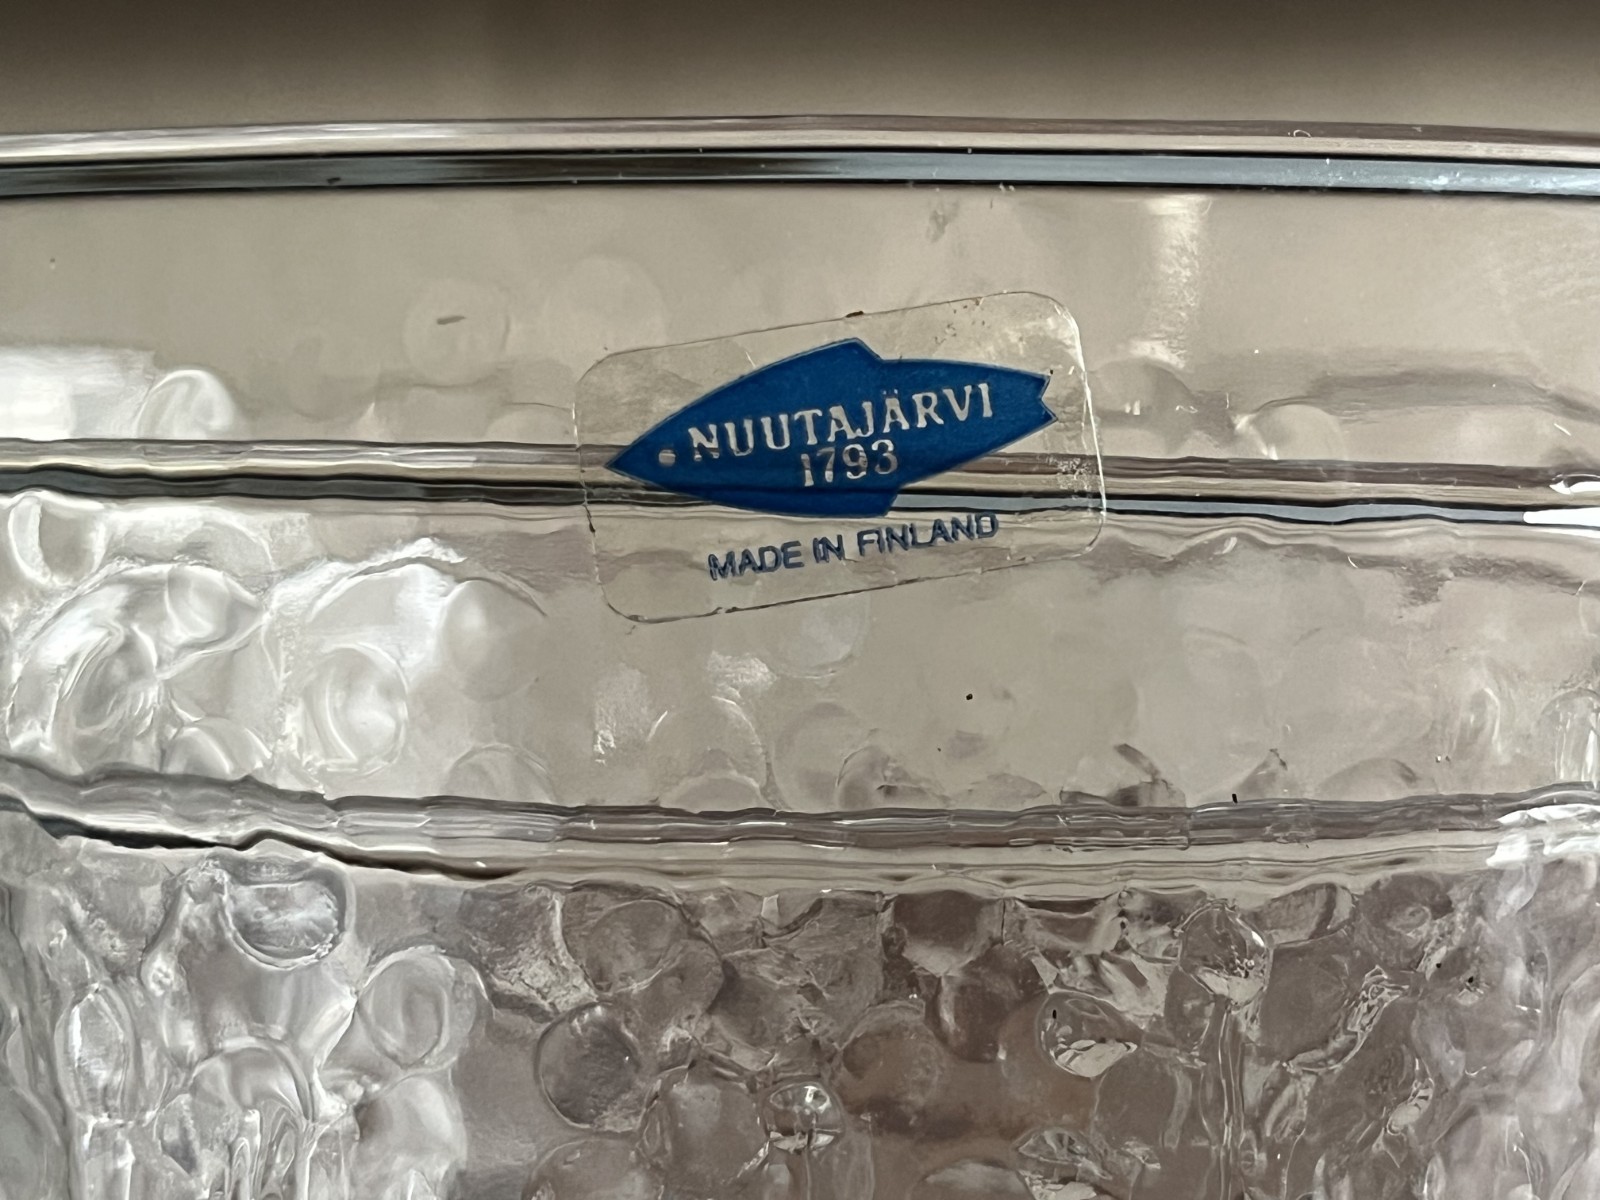 NUUTAJÄRVI
1793
MADE IN FINLAND